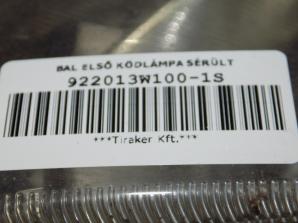 BAL ELSŐ KÖDLÁMPA SÉRÜLT
922013W100-1S
***Tiraker Kft.***